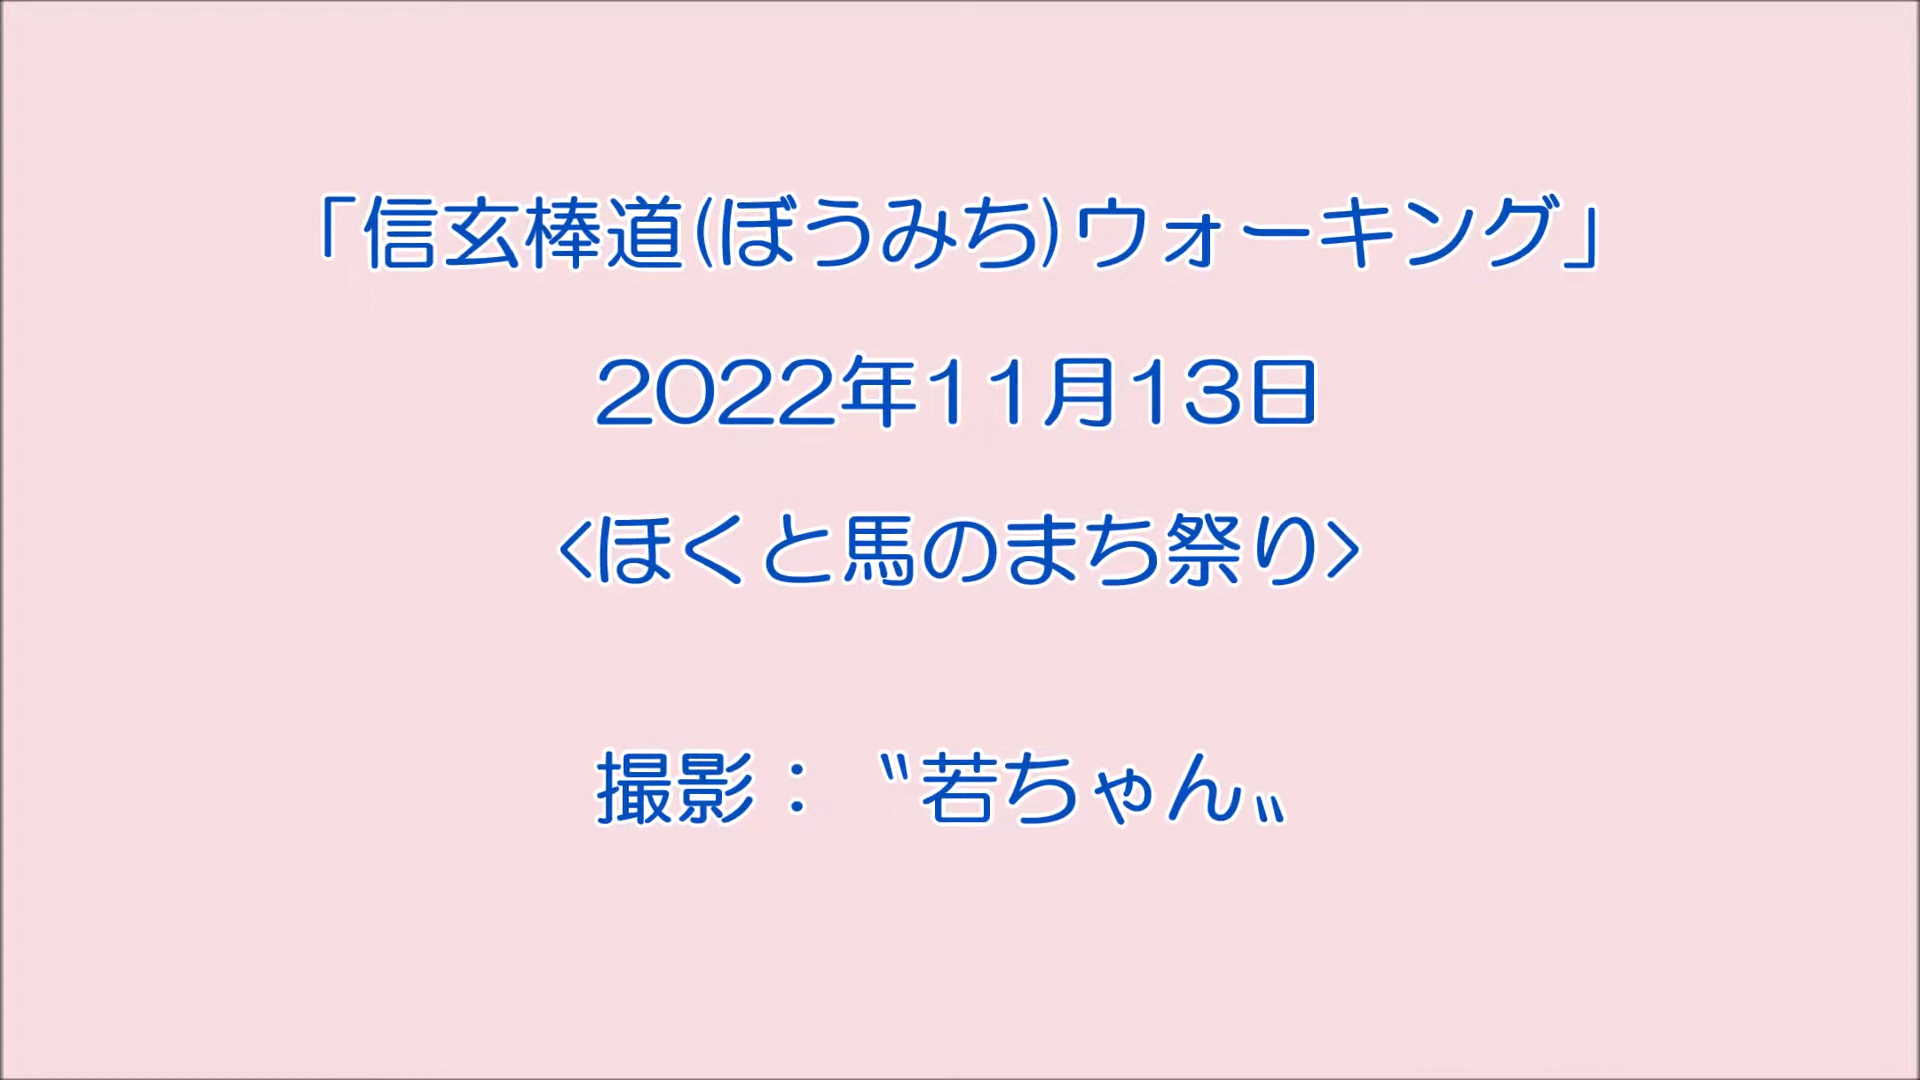 「信玄棒道(ぼうみち)ウォーキング」
2022年11月13日
<ほくと馬のまち祭り>
撮影：〝若ちゃん〟